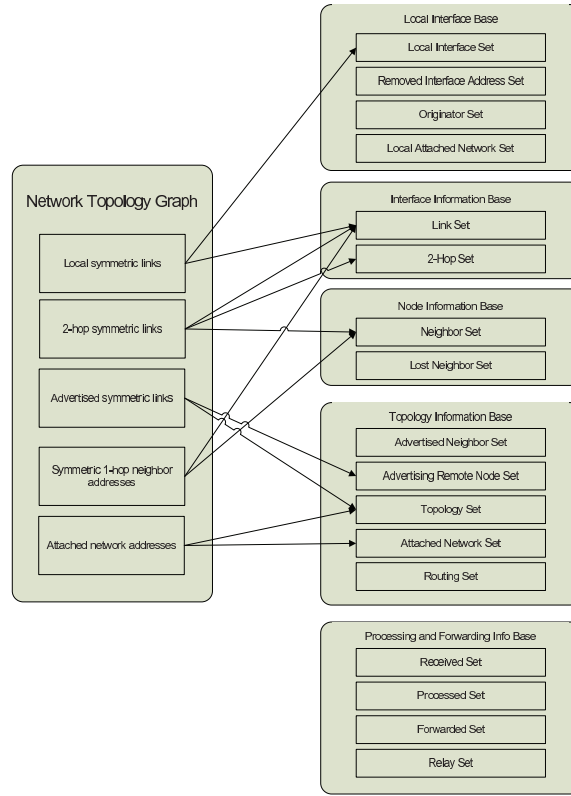 Network Topology Graph
Local symmetric links
2-hop symmetric links
Advertised symmetric links
Symmetric 1-hop neighbor
addresses
Attached network addresses
Local Interface Base
Local Interface Set
Removed Interface Address Set
Originator Set
Local Attached Network Set
Interface Information Base
Link Set
2-Hop Set
Node Information Base
Neighbor Set
Lost Neighbor Set
Topology Information Base
Advertised Neighbor Set
Advertising Remote Node Set
Topology Set
Attached Network Set
Routing Set
Processing and Forwarding Info Base
Received Set
Processed Set
Forwarded Set
Relay Set